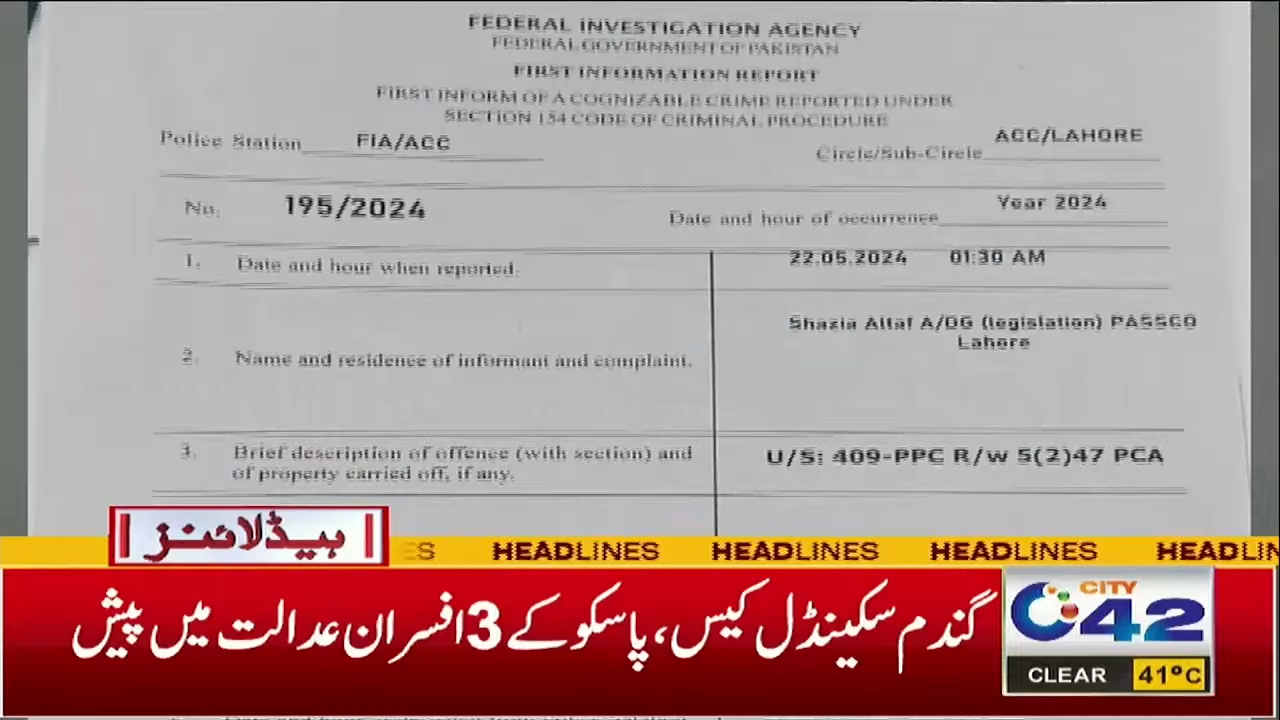 FEDERAL INVESTIGATION AGENCY
FEDERAL GOVERNMENT OF PAKISTAN
FIRST INFORMATION REPORT
FIRST INFORM OF A COGNIZABLE CRIME REPORTED UNDER
SECTION 154 CODE OF CRIMINAL PROCEDURE
Police Station FIA/ACC Circle/Sub-Circle ACC/LAHORE
No. 195/2024 Date and hour of occurrence Year 2024
1. Date and hour when reported. 22.05.2024 01:30 AM
2. Name and residence of informant and complaint. Shazia Altaf A/DG (legislation) PASSCO
Lahore
3. Brief description of offence (with section) and
of property carried off, if any. U/S: 409-PPC R/w 5(2)47 PCA
ہیڈلائنز
ES HEADLINES HEADLINES HEADLINES HEADLIN
گندم سکینڈل کیس، پاسکو کے 3 افسران عدالت میں پیش
CITY
42
CLEAR 41°C